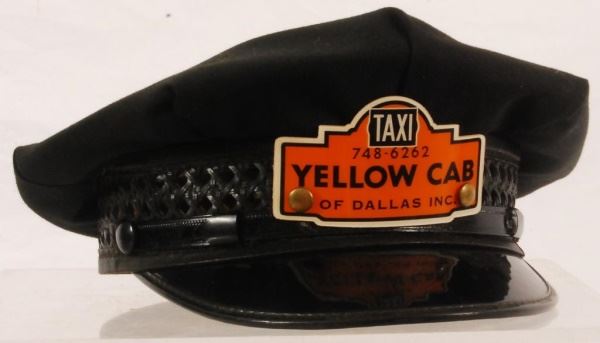 TAXI
748-6262
YELLOW CAB
OF DALLAS INC.